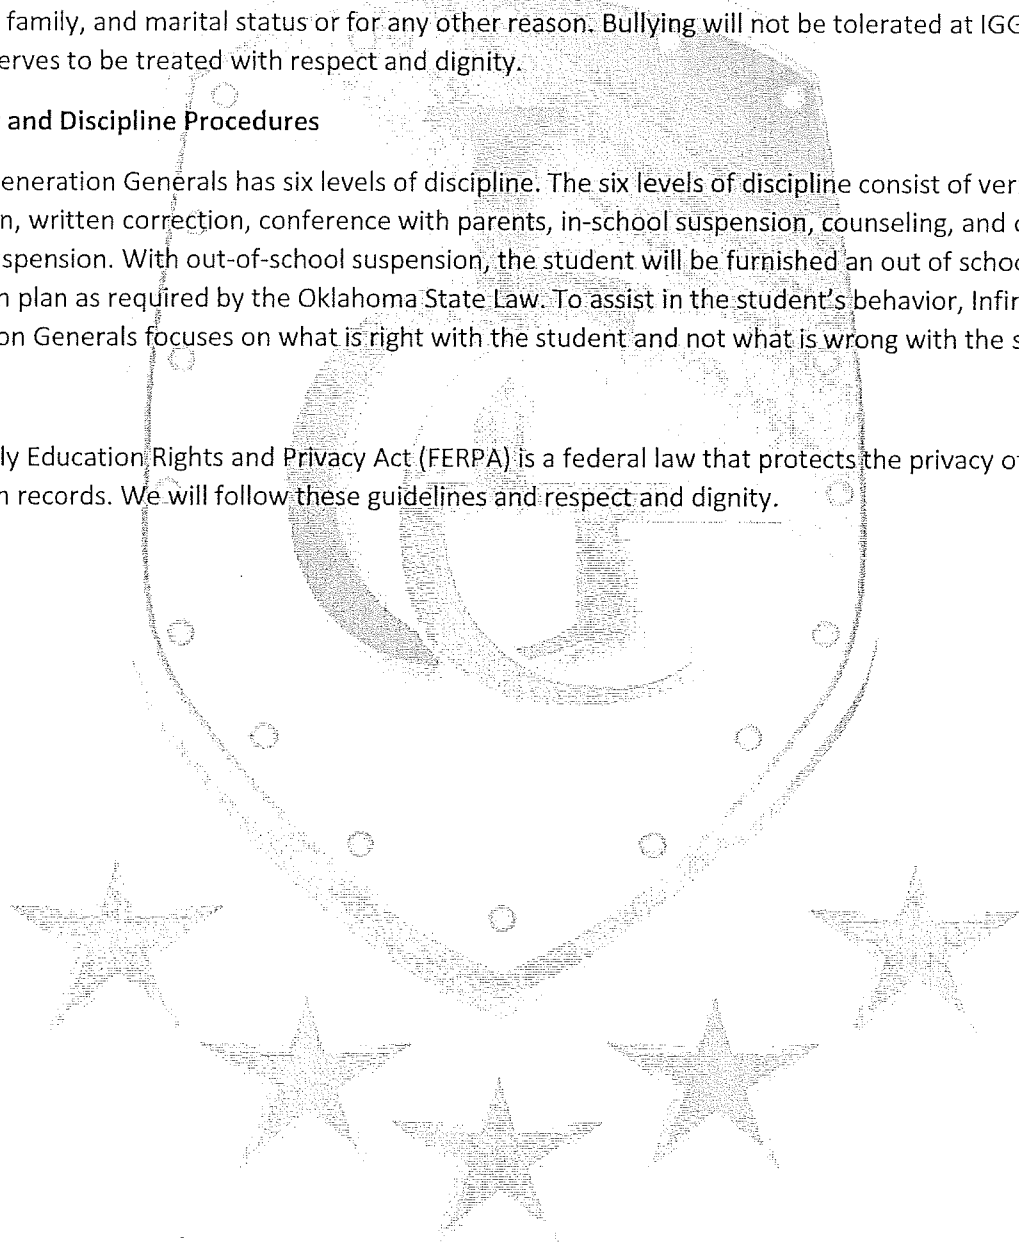 family, and marital status or for any other reason. Bullying will not be tolerated at IGG
erves to be treated with respect and dignity.
and Discipline Procedures
eneration Generals has six levels of discipline. The six levels of discipline consist of ver
n, written correction, conference with parents, in-school suspension, counseling, and o
spension. With out-of-school suspension, the student will be furnished an out of schoo
n plan as required by the Oklahoma State Law. To assist in the student's behavior, Infin
on Generals focuses on what is right with the student and not what is wrong with the s
ly Education Rights and Privacy Act (FERPA) is a federal law that protects the privacy of
n records. We will follow these guidelines and respect and dignity.